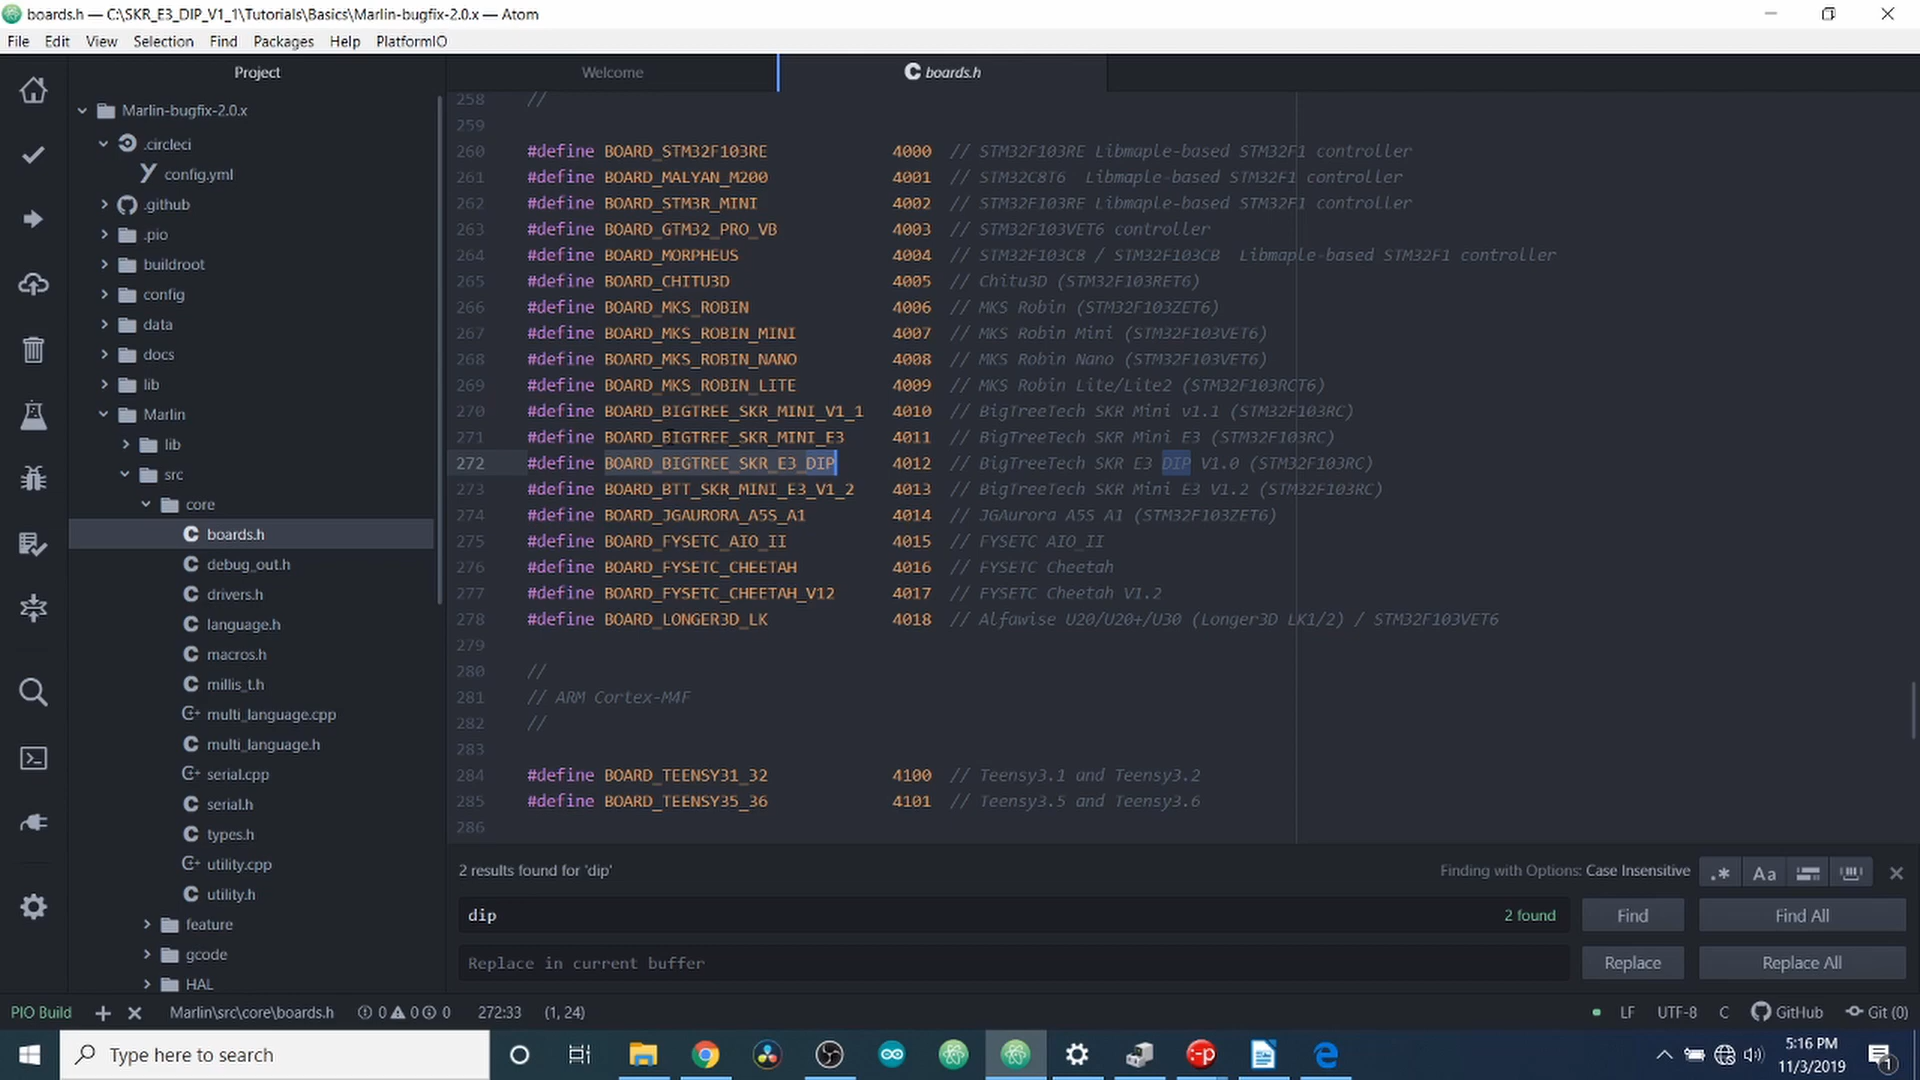 boards.h — C:\SKR_E3_DIP_V1_1\Tutorials\Basics\Marlin-bugfix-2.0.x — Atom
File Edit View Selection Find Packages Help PlatformIO
Project
Welcome
boards.h
Marlin-bugfix-2.0.x
.circleci
config.yml
.github
.pio
buildroot
config
data
docs
lib
Marlin
lib
src
core
boards.h
debug_out.h
drivers.h
language.h
macros.h
millis_t.h
multi_language.cpp
multi_language.h
serial.cpp
serial.h
types.h
utility.cpp
utility.h
feature
gcode
HAL
258 //
259
260 #define BOARD_STM32F103RE 4000 // STM32F103RE Libmaple-based STM32F1 controller
261 #define BOARD_MALYAN_M200 4001 // STM32C8T6 Libmaple-based STM32F1 controller
262 #define BOARD_STM3R_MINI 4002 // STM32F103RE Libmaple-based STM32F1 controller
263 #define BOARD_GTM32_PRO_VB 4003 // STM32F103VET6 controller
264 #define BOARD_MORPHEUS 4004 // STM32F103C8 / STM32F103CB Libmaple-based STM32F1 controller
265 #define BOARD_CHITU3D 4005 // Chitu3D (STM32F103RET6)
266 #define BOARD_MKS_ROBIN 4006 // MKS Robin (STM32F103ZET6)
267 #define BOARD_MKS_ROBIN_MINI 4007 // MKS Robin Mini (STM32F103VET6)
268 #define BOARD_MKS_ROBIN_NANO 4008 // MKS Robin Nano (STM32F103VET6)
269 #define BOARD_MKS_ROBIN_LITE 4009 // MKS Robin Lite/Lite2 (STM32F103RCT6)
270 #define BOARD_BIGTREE_SKR_MINI_V1_1 4010 // BigTreeTech SKR Mini v1.1 (STM32F103RC)
271 #define BOARD_BIGTREE_SKR_MINI_E3 4011 // BigTreeTech SKR Mini E3 (STM32F103RC)
272 #define BOARD_BIGTREE_SKR_E3_DIP 4012 // BigTreeTech SKR E3 DIP V1.0 (STM32F103RC)
273 #define BOARD_BTT_SKR_MINI_E3_V1_2 4013 // BigTreeTech SKR Mini E3 V1.2 (STM32F103RC)
274 #define BOARD_JGAURORA_A5S_A1 4014 // JGAurora A5S A1 (STM32F103ZET6)
275 #define BOARD_FYSETC_AIO_II 4015 // FYSETC AIO_II
276 #define BOARD_FYSETC_CHEETAH 4016 // FYSETC Cheetah
277 #define BOARD_FYSETC_CHEETAH_V12 4017 // FYSETC Cheetah V1.2
278 #define BOARD_LONGER3D_LK 4018 // Alfawise U20/U20+/U30 (Longer3D LK1/2) / STM32F103VET6
279
280 //
281 // ARM Cortex-M4F
282 //
283
284 #define BOARD_TEENSY31_32 4100 // Teensy3.1 and Teensy3.2
285 #define BOARD_TEENSY35_36 4101 // Teensy3.5 and Teensy3.6
286
2 results found for 'dip' Finding with Options: Case Insensitive .* Aa
dip 2 found Find Find All
Replace in current buffer Replace Replace All
PIO Build Marlin\src\core\boards.h 0 0 0 272:33 (1, 24) LF UTF-8 C GitHub Git (0)
Type here to search
5:16 PM
11/3/2019
1